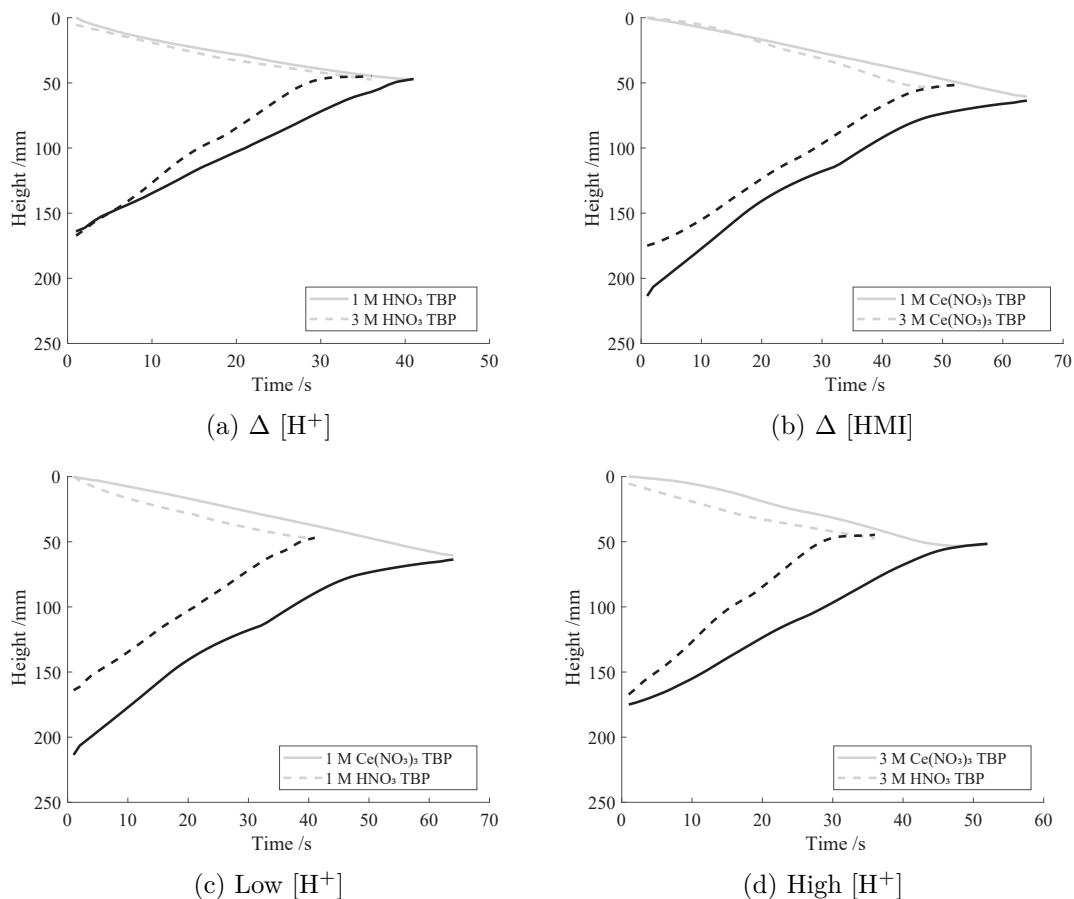 0
50
100
150
200
250
Height /mm
0 10 20 30 40 50
Time /s
1 M HNO₃ TBP
3 M HNO₃ TBP
(a) Δ [H⁺]
0
50
100
150
200
250
Height /mm
0 10 20 30 40 50 60 70
Time /s
1 M Ce(NO₃)₃ TBP
3 M Ce(NO₃)₃ TBP
(b) Δ [HMI]
0
50
100
150
200
250
Height /mm
0 10 20 30 40 50 60 70
Time /s
1 M Ce(NO₃)₃ TBP
1 M HNO₃ TBP
(c) Low [H⁺]
0
50
100
150
200
250
Height /mm
0 10 20 30 40 50 60
Time /s
3 M Ce(NO₃)₃ TBP
3 M HNO₃ TBP
(d) High [H⁺]